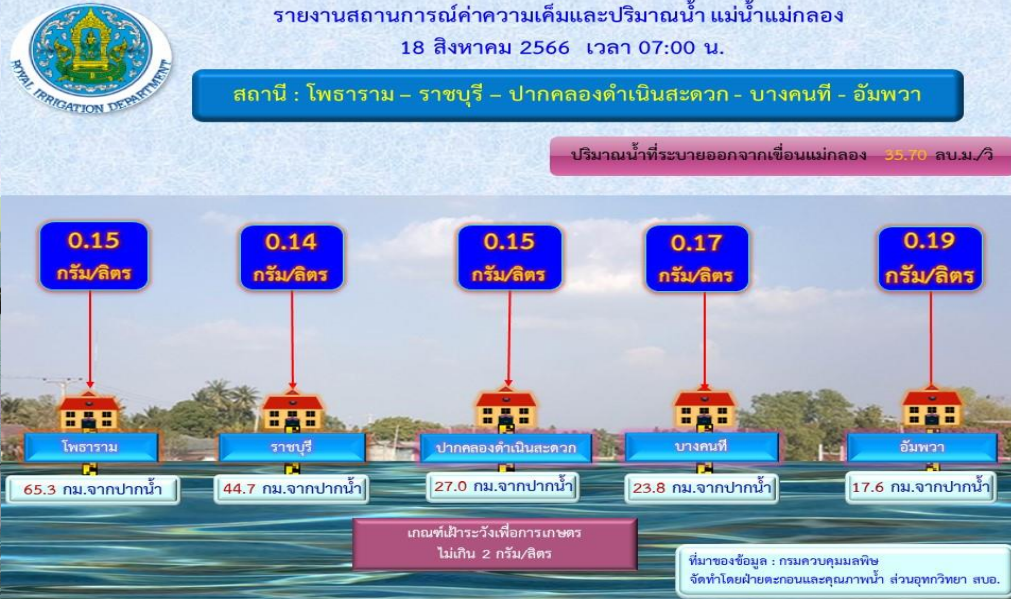 รายงานสถานการณ์ค่าความเค็มและปริมาณน้ำ แม่น้ำแม่กลอง
18 สิงหาคม 2566 เวลา 07:00 น.
ROYAL IRRIGATION DEPARTMENT
สถานี : โพธาราม – ราชบุรี – ปากคลองดำเนินสะดวก - บางคนที - อัมพวา
ปริมาณน้ำที่ระบายออกจากเขื่อนแม่กลอง 35.70 ลบ.ม./วิ
0.15
กรัม/ลิตร
0.14
กรัม/ลิตร
0.15
กรัม/ลิตร
0.17
กรัม/ลิตร
0.19
กรัม/ลิตร
โพธาราม
ราชบุรี
ปากคลองดำเนินสะดวก
บางคนที
อัมพวา
65.3 กม.จากปากน้ำ
44.7 กม.จากปากน้ำ
27.0 กม.จากปากน้ำ
23.8 กม.จากปากน้ำ
17.6 กม.จากปากน้ำ
เกณฑ์เฝ้าระวังเพื่อการเกษตร
ไม่เกิน 2 กรัม/ลิตร
ที่มาของข้อมูล : กรมควบคุมมลพิษ
จัดทำโดยฝ่ายตะกอนและคุณภาพน้ำ ส่วนอุทกวิทยา สบอ.